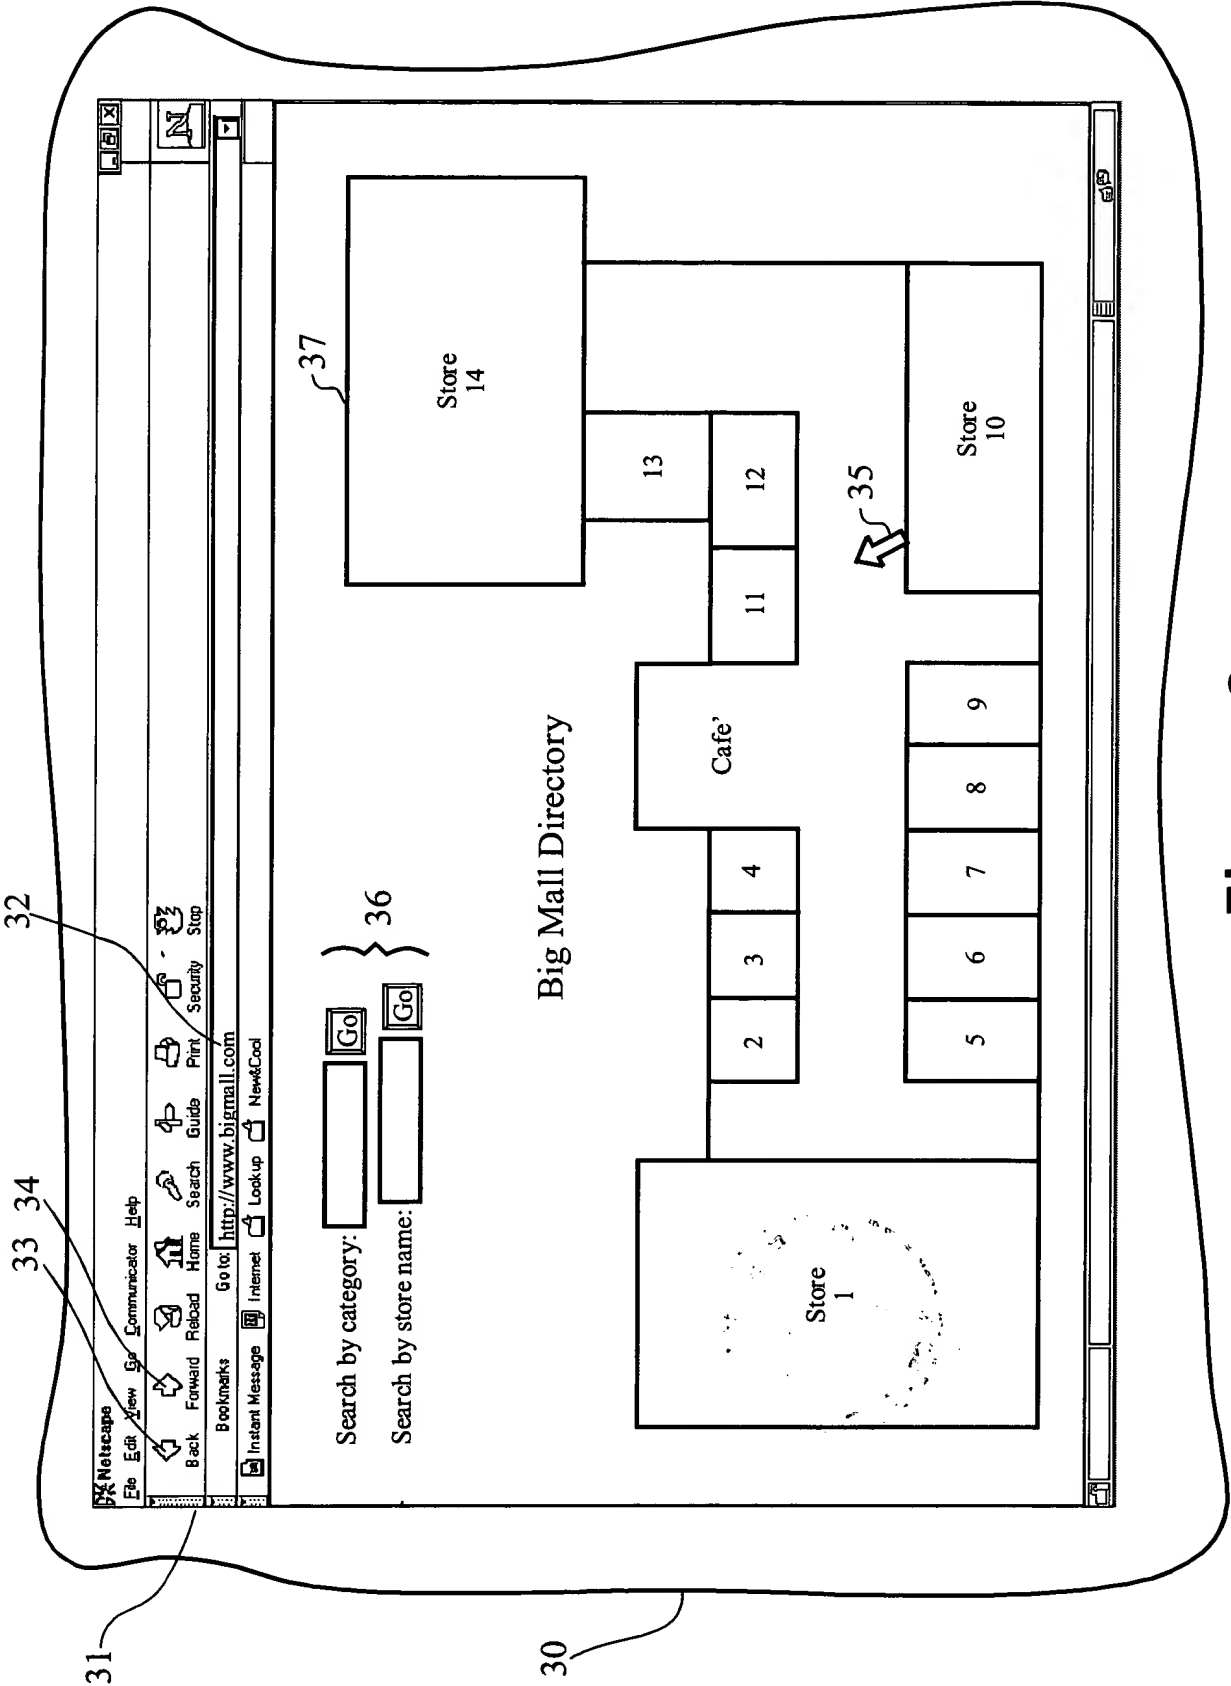 32
34
33
31
Netscape
File Edit View Go Communicator Help
N
Back Forward Reload Home Search Guide Print Security Stop
Bookmarks Go to: http://www.bigmall.com
Instant Message Internet Lookup New&Cool
Search by category: Go
Search by store name: Go
36
37
Store
14
Big Mall Directory
13
Cafe'
2 3 4 11 12
Store
1
35
5 6 7 8 9
Store
10
30